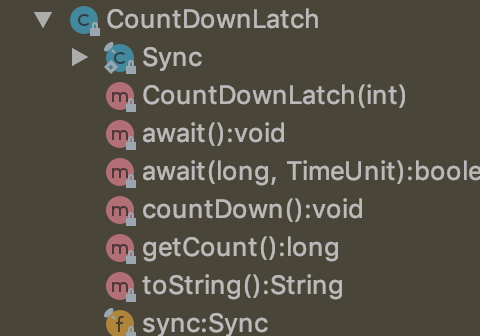 CountDownLatch
Sync
CountDownLatch(int)
await():void
await(long, TimeUnit):boole
countDown():void
getCount():long
toString():String
sync:Sync